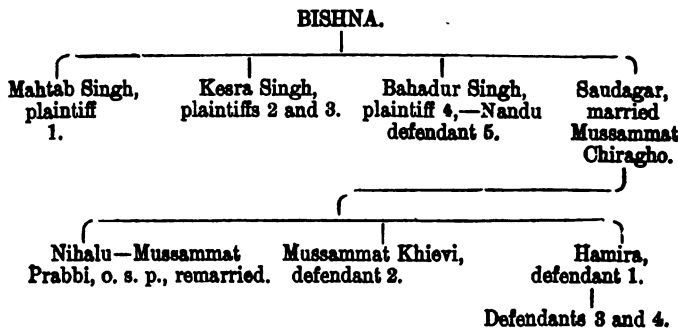 BISHNA.
Mahtab Singh,
plaintiff
1.
Kesra Singh,
plaintiffs 2 and 3.
Bahadur Singh,
plaintiff 4,—Nandu
defendant 5.
Saudagar,
married
Mussammat
Chiragho.
Nihalu—Mussammat
Prabbi, o. s. p., remarried.
Mussammat Khievi,
defendant 2.
Hamira,
defendant 1.
Defendants 3 and 4.